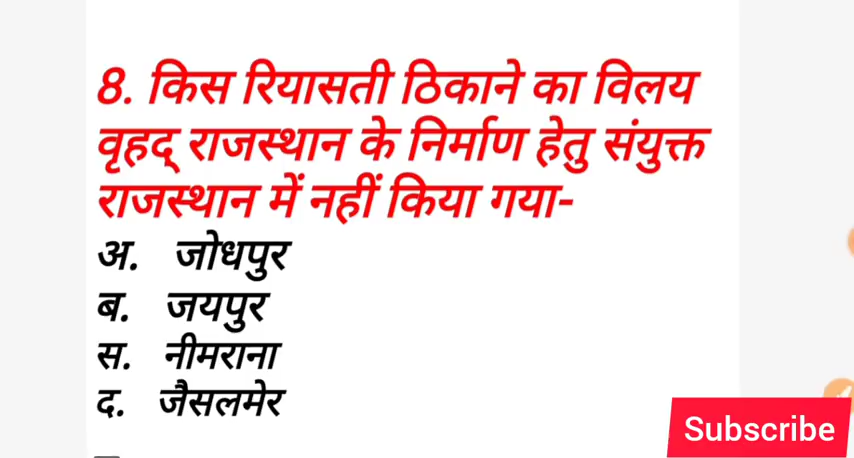 8. किस रियासती ठिकाने का विलय
वृहद् राजस्थान के निर्माण हेतु संयुक्त
राजस्थान में नहीं किया गया-
अ. जोधपुर
ब. जयपुर
स. नीमराना
द. जैसलमेर
Subscribe